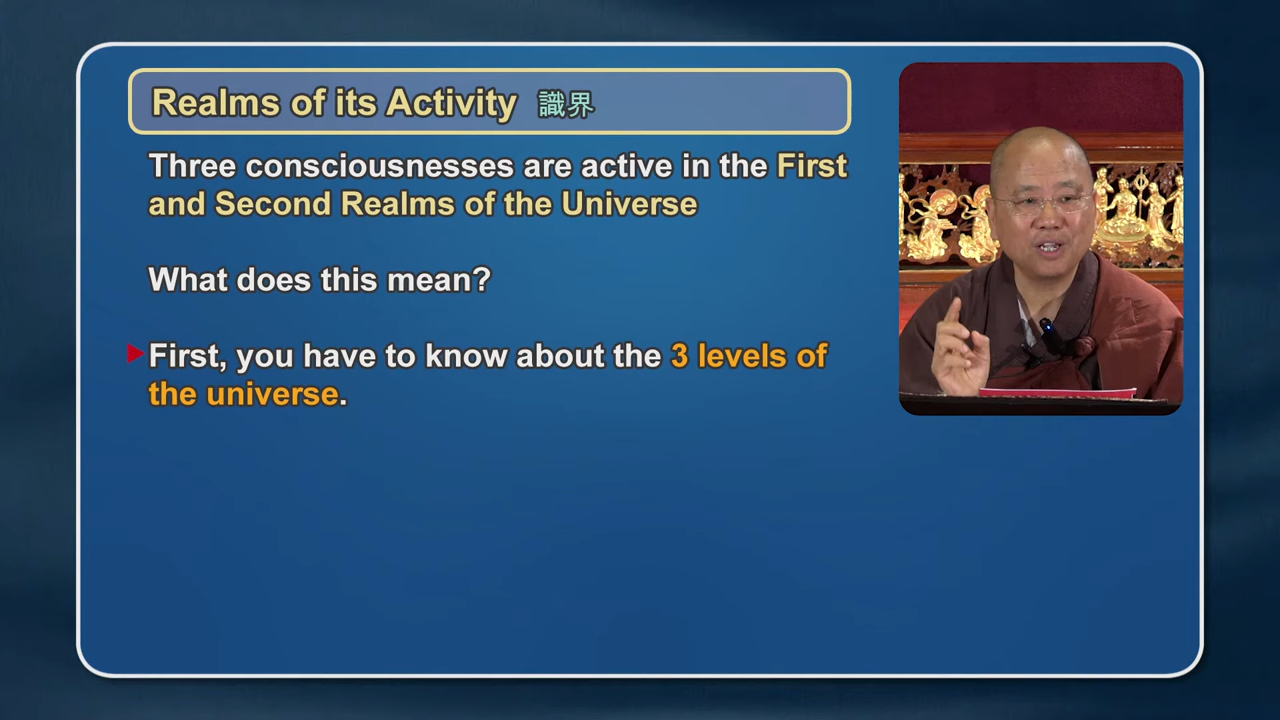 Realms of its Activity 識界
Three consciousnesses are active in the First
and Second Realms of the Universe
What does this mean?
First, you have to know about the 3 levels of
the universe.